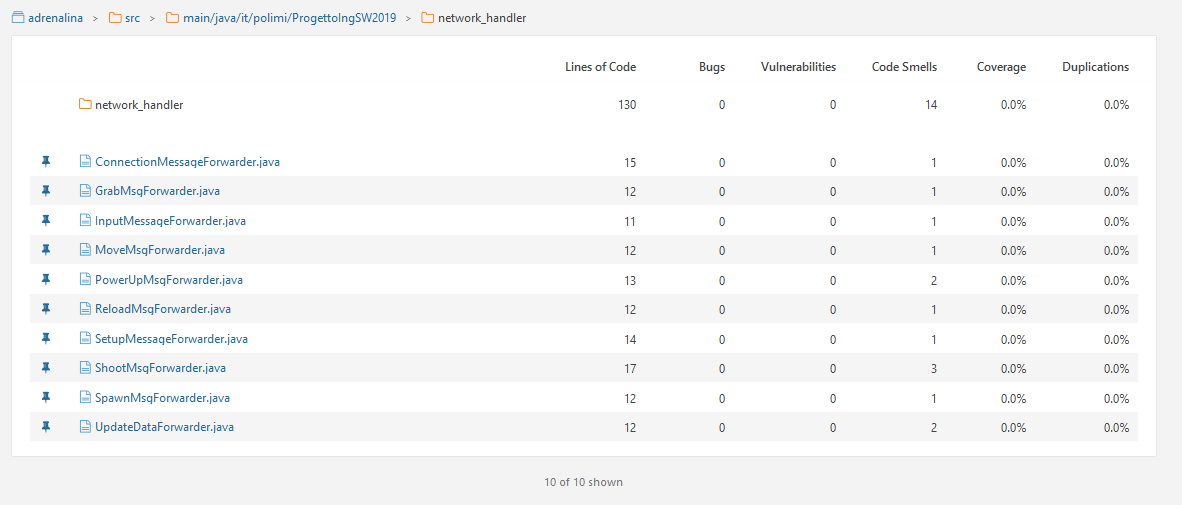 adrenalina > src > main/java/it/polimi/ProgettoIngSW2019 > network_handler
Lines of Code Bugs Vulnerabilities Code Smells Coverage Duplications
network_handler 130 0 0 14 0.0% 0.0%
ConnectionMessageForwarder.java 15 0 0 1 0.0% 0.0%
GrabMsgForwarder.java 12 0 0 1 0.0% 0.0%
InputMessageForwarder.java 11 0 0 1 0.0% 0.0%
MoveMsgForwarder.java 12 0 0 1 0.0% 0.0%
PowerUpMsgForwarder.java 13 0 0 2 0.0% 0.0%
ReloadMsgForwarder.java 12 0 0 1 0.0% 0.0%
SetupMessageForwarder.java 14 0 0 1 0.0% 0.0%
ShootMsgForwarder.java 17 0 0 3 0.0% 0.0%
SpawnMsgForwarder.java 12 0 0 1 0.0% 0.0%
UpdateDataForwarder.java 12 0 0 2 0.0% 0.0%
10 of 10 shown